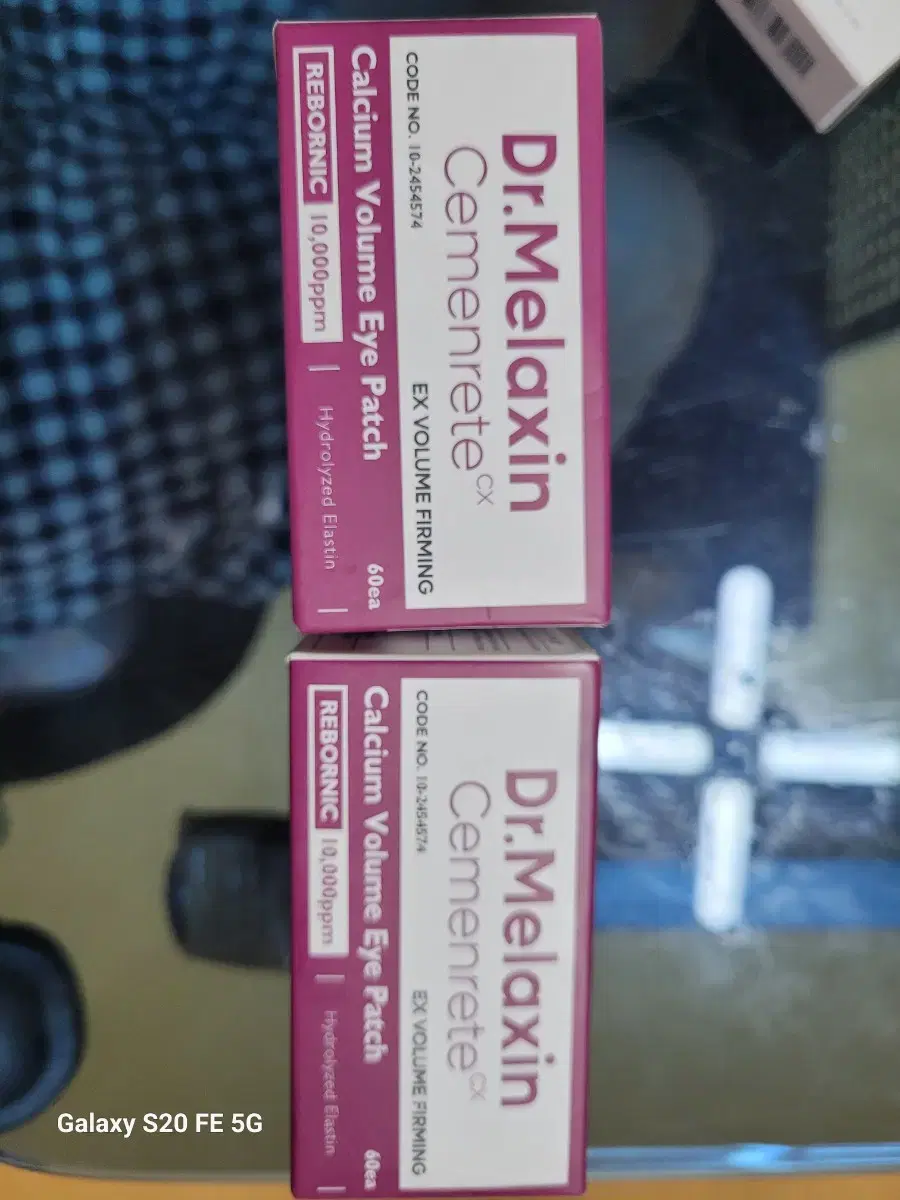 Dr.Melaxin
Cemenrete CX
CODE NO. 10-2454574 EX VOLUME FIRMING
Calcium Volume Eye Patch 60ea
REBORNIC 10,000ppm | Hydrolyzed Elastin |
Dr.Melaxin
Cemenrete CX
CODE NO. 10-2454574 EX VOLUME FIRMING
Calcium Volume Eye Patch 60ea
REBORNIC 10,000ppm | Hydrolyzed Elastin |
Galaxy S20 FE 5G